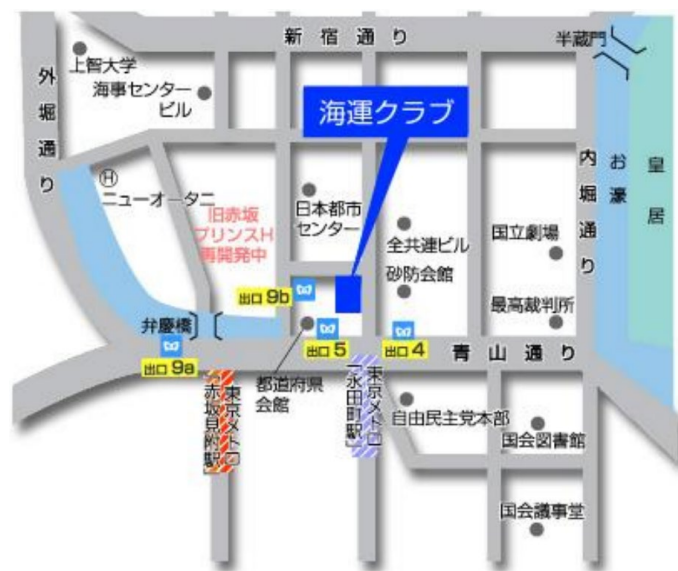 新宿通り
半蔵門
上智大学
海事センター
ビル
外堀通り
海運クラブ
内堀通り
お濠
皇居
Ⓗ
ニューオータニ
旧赤坂
プリンスH
再開発中
日本都市
センター
全共連ビル
国立劇場
砂防会館
出口 9b
最高裁判所
弁慶橋
出口 9a
出口 5
出口 4
青山通り
都道府県
会館
東京メトロ
「赤坂見附駅」
東京メトロ
「永田町駅」
自由民主党本部
国会図書館
国会議事堂